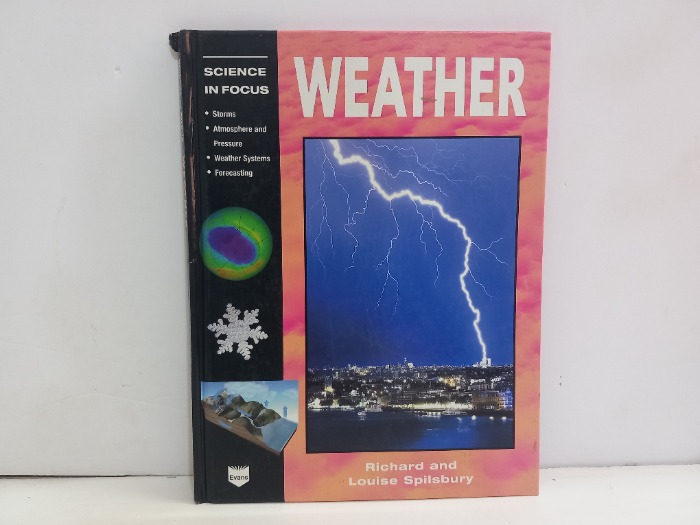 SCIENCE
IN FOCUS
• Storms
• Atmosphere and
Pressure
• Weather Systems
• Forecasting
WEATHER
Richard and
Louise Spilsbury
Evans